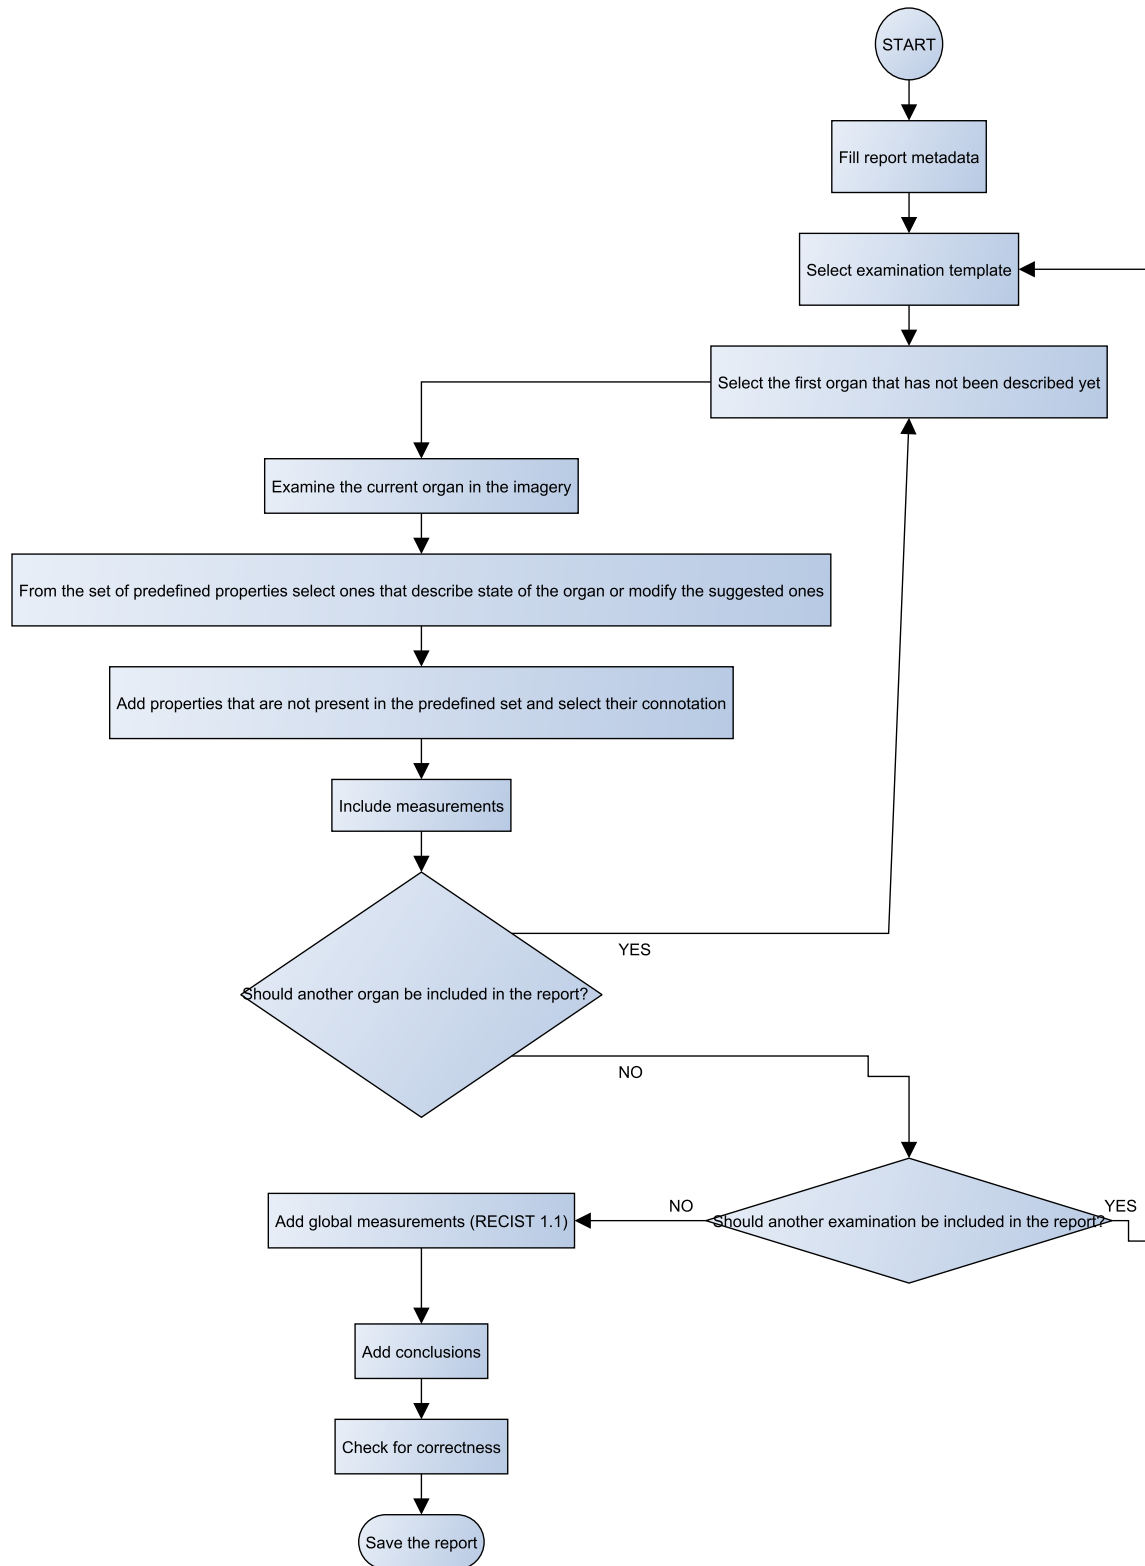 START
Fill report metadata
Select examination template
Select the first organ that has not been described yet
Examine the current organ in the imagery
From the set of predefined properties select ones that describe state of the organ or modify the suggested ones
Add properties that are not present in the predefined set and select their connotation
Include measurements
YES
Should another organ be included in the report?
NO
NO
YES
Add global measurements (RECIST 1.1)
Should another examination be included in the report?
Add conclusions
Check for correctness
Save the report